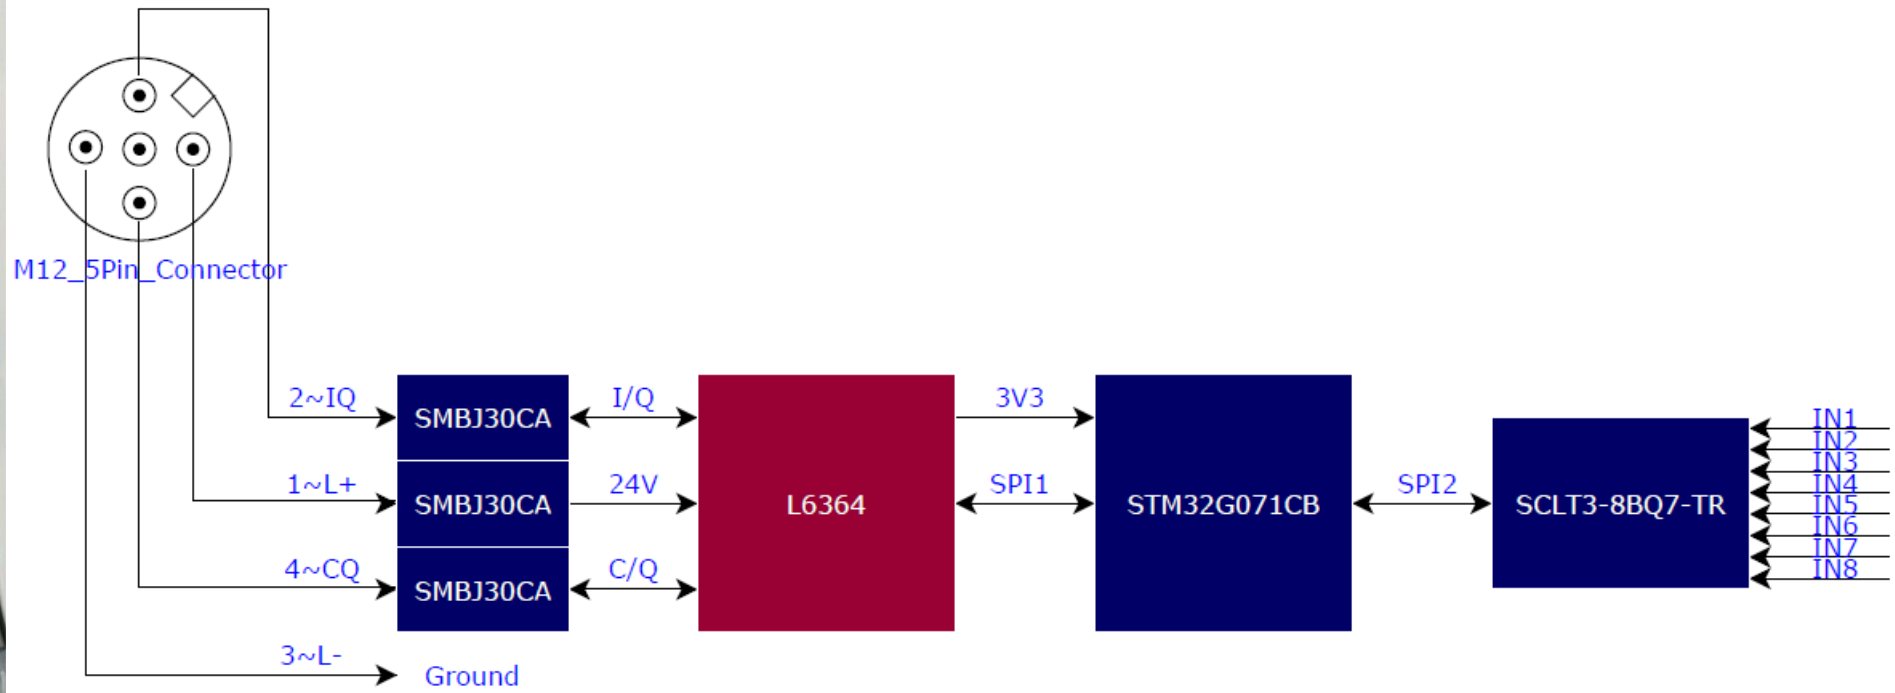 M12_5Pin_Connector
2~IQ
SMBJ30CA
I/Q
3V3
1~L+
SMBJ30CA
24V
L6364
SPI1
STM32G071CB
SPI2
SCLT3-8BQ7-TR
IN1
IN2
IN3
IN4
IN5
IN6
IN7
IN8
4~CQ
SMBJ30CA
C/Q
3~L-
Ground